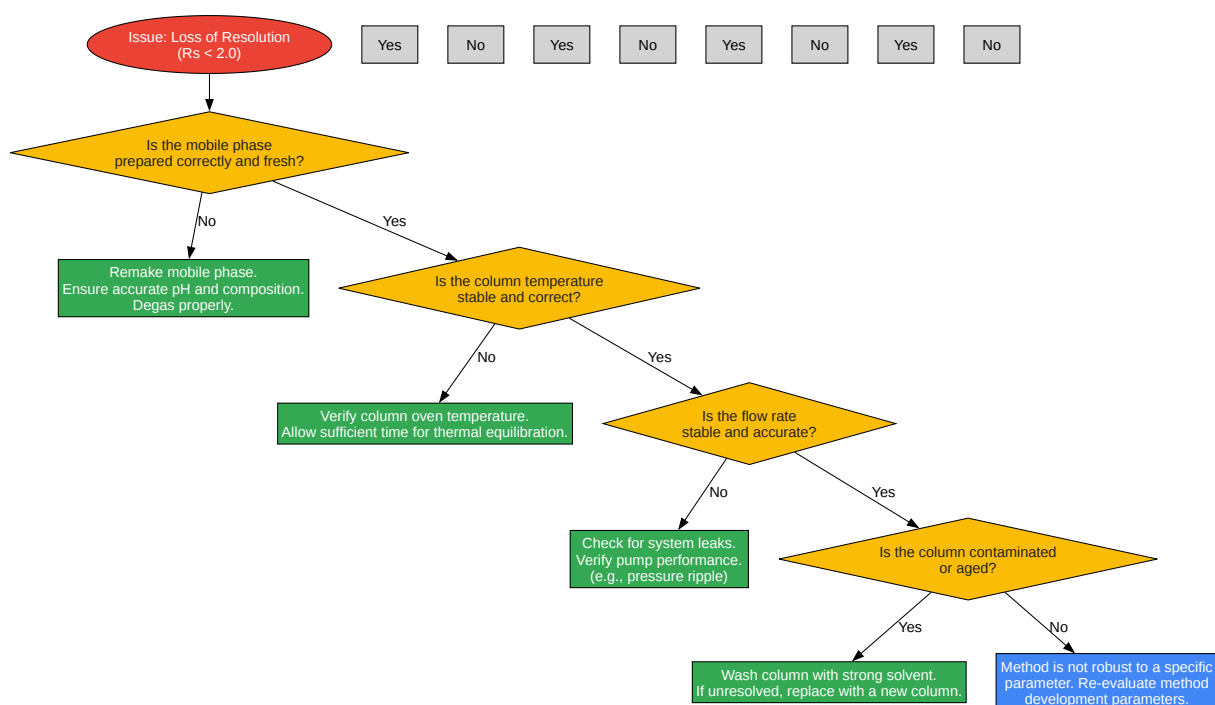 Issue: Loss of Resolution
(Rs < 2.0)
Yes
No
Yes
No
Yes
No
Yes
No
Is the mobile phase
prepared correctly and fresh?
No
Yes
Remake mobile phase.
Ensure accurate pH and composition.
Degas properly.
Is the column temperature
stable and correct?
No
Yes
Verify column oven temperature.
Allow sufficient time for thermal equilibration.
Is the flow rate
stable and accurate?
No
Yes
Check for system leaks.
Verify pump performance.
(e.g., pressure ripple)
Is the column contaminated
or aged?
Yes
No
Wash column with strong solvent.
If unresolved, replace with a new column.
Method is not robust to a specific
parameter. Re-evaluate method
development parameters.